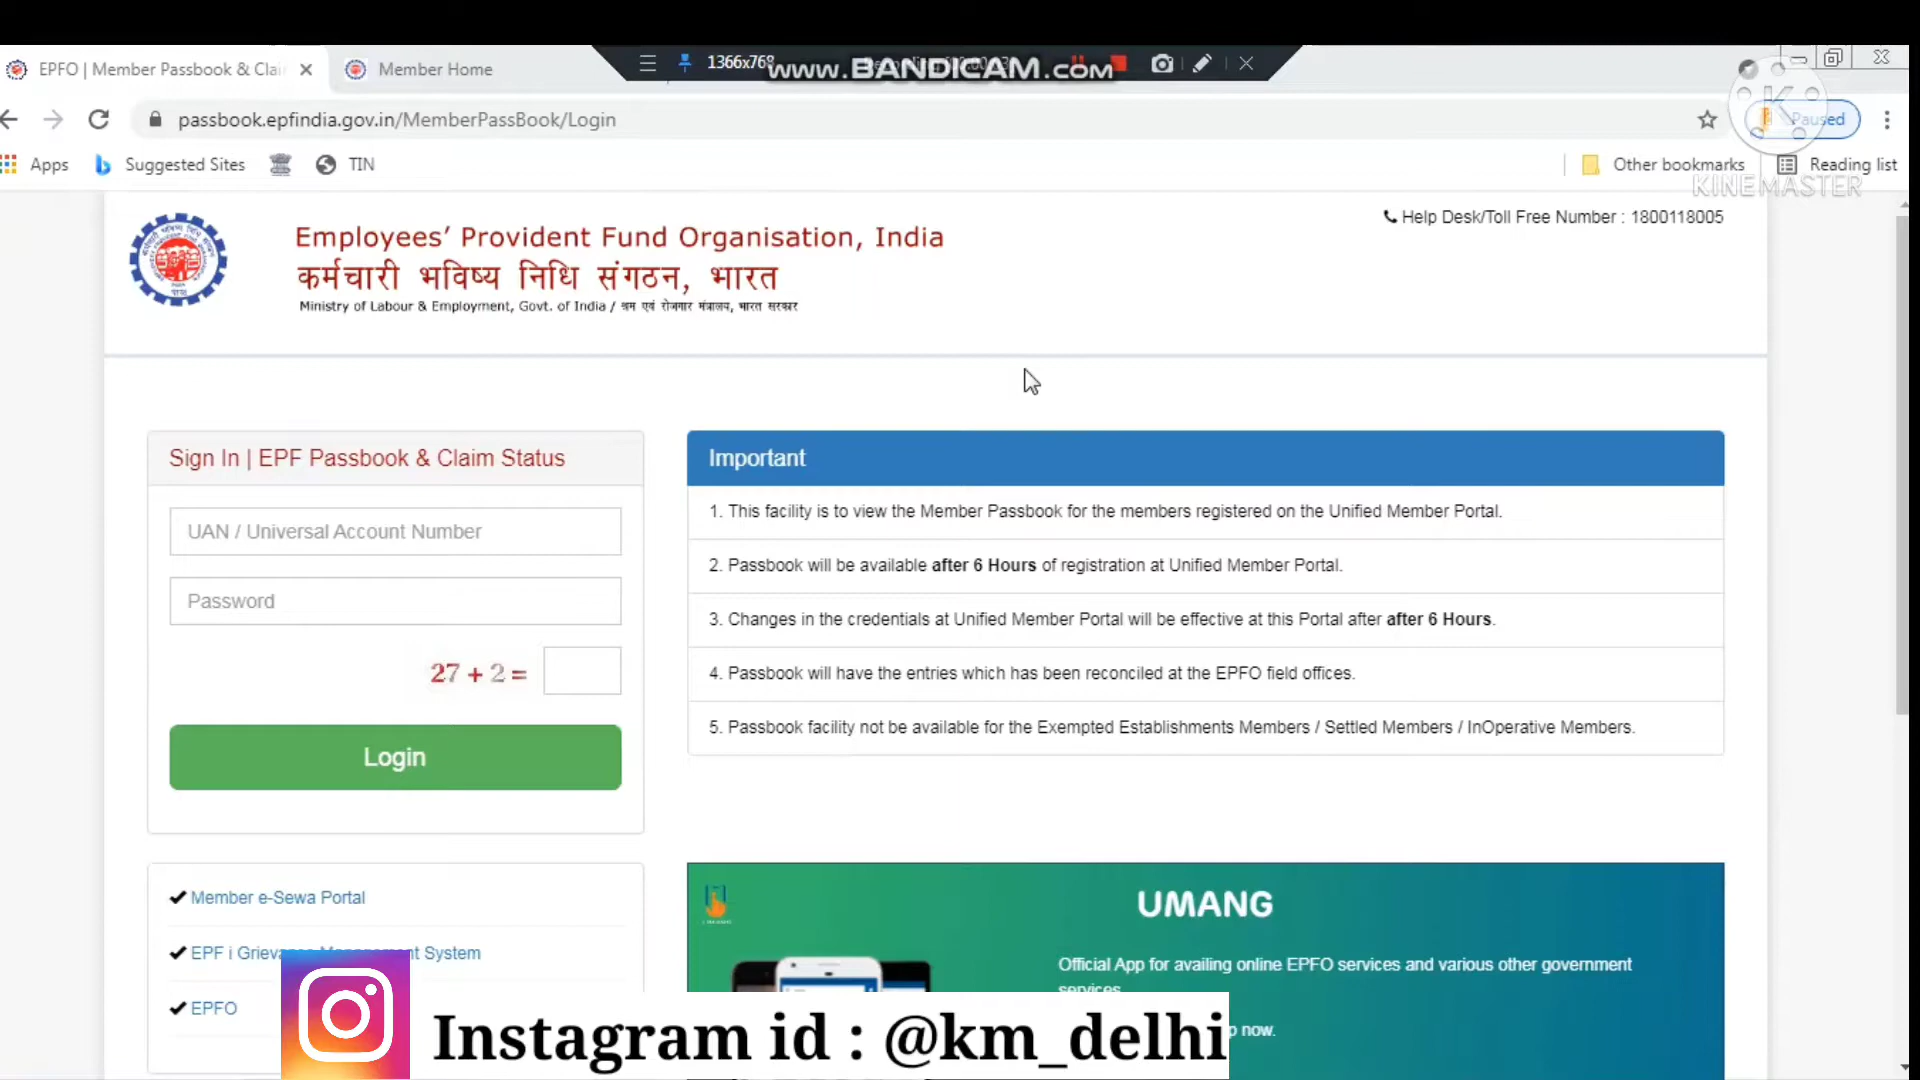 EPFO | Member Passbook & Clai
Member Home
1366x768
www.BANDICAM.com
passbook.epfindia.gov.in/MemberPassBook/Login
Paused
Apps
Suggested Sites
TIN
Other bookmarks
Reading list
KINEMASTER
Help Desk/Toll Free Number : 1800118005
Employees' Provident Fund Organisation, India
कर्मचारी भविष्य निधि संगठन, भारत
Ministry of Labour & Employment, Govt. of India / श्रम एवं रोजगार मंत्रालय, भारत सरकार
Sign In | EPF Passbook & Claim Status
UAN / Universal Account Number
Password
27 + 2 =
Login
Important
1. This facility is to view the Member Passbook for the members registered on the Unified Member Portal.
2. Passbook will be available after 6 Hours of registration at Unified Member Portal.
3. Changes in the credentials at Unified Member Portal will be effective at this Portal after after 6 Hours.
4. Passbook will have the entries which has been reconciled at the EPFO field offices.
5. Passbook facility not be available for the Exempted Establishments Members / Settled Members / InOperative Members.
Member e-Sewa Portal
EPF i Grievance Management System
EPFO
UMANG
Official App for availing online EPFO services and various other government
services
now.
Instagram id : @km_delhi